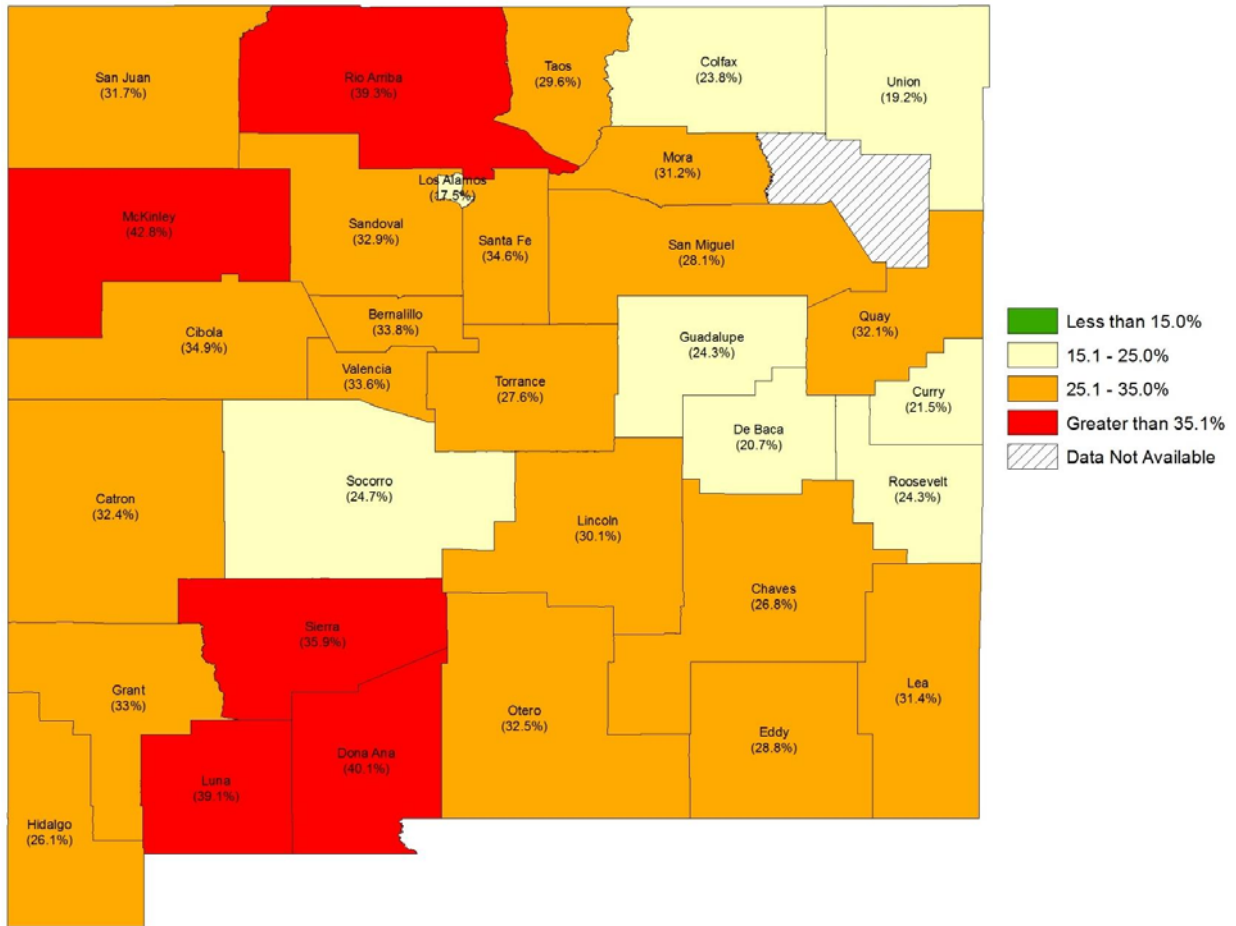 San Juan
(31.7%)
Rio Arriba
(39.3%)
Taos
(29.6%)
Colfax
(23.8%)
Union
(19.2%)
Mora
(31.2%)
Los Alamos
(17.5%)
McKinley
(42.8%)
Sandoval
(32.9%)
Santa Fe
(34.6%)
San Miguel
(28.1%)
Quay
(32.1%)
Bernalillo
(33.8%)
Cibola
(34.9%)
Guadalupe
(24.3%)
Valencia
(33.6%)
Torrance
(27.6%)
Curry
(21.5%)
De Baca
(20.7%)
Socorro
(24.7%)
Roosevelt
(24.3%)
Catron
(32.4%)
Lincoln
(30.1%)
Chaves
(26.8%)
Sierra
(35.9%)
Grant
(33%)
Lea
(31.4%)
Otero
(32.5%)
Eddy
(28.8%)
Dona Ana
(40.1%)
Luna
(39.1%)
Hidalgo
(26.1%)
Less than 15.0%
15.1 - 25.0%
25.1 - 35.0%
Greater than 35.1%
Data Not Available